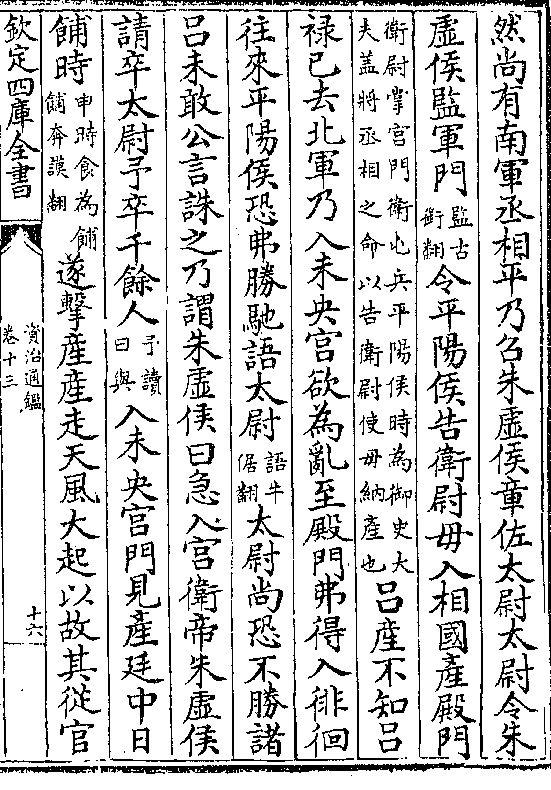 然尚有南軍丞相平乃召朱虛侯章佐太尉太尉令朱
虛侯監軍門監古銜翻令平陽侯告衛尉毋入相國產殿門
衛尉掌宮門衛屯兵平陽侯時為御史大
夫蓋將丞相之命以告衛尉使毋納產也呂產不知呂
祿已去北軍乃入未央宮欲為亂至殿門弗得入徘徊
往來平陽侯恐弗勝馳語太尉語牛倨翻太尉尚恐不勝諸
呂未敢公言誅之乃謂朱虛侯曰急入宮衛帝朱虛侯
請卒太尉予卒千餘人予讀曰與入未央宮門見產廷中日
餔時申時食為餔餔奔謨翻遂擊產產走天風大起以故其從官
欽定四庫全書
資治通鑑
卷十三
十六